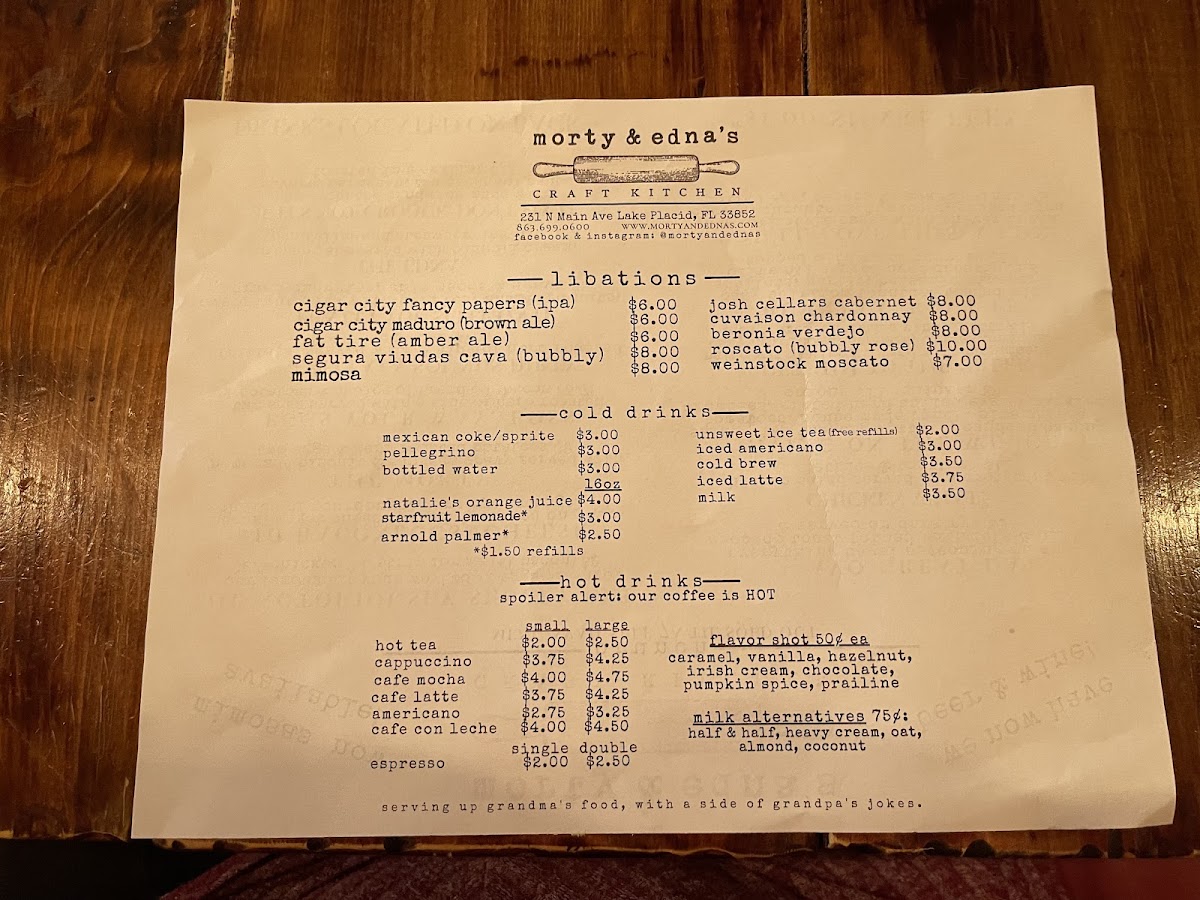 morty & edna's
CRAFT KITCHEN
231 N Main Ave Lake Placid, FL 33852
863.699.0600 WWW.MORTYANDEDNAS.COM
facebook & instagram: @mortyandednas
libations
cigar city fancy papers (ipa) $6.00
cigar city maduro (brown ale) $6.00
fat tire (amber ale) $6.00
segura viudas cava (bubbly) $8.00
mimosa $8.00
josh cellars cabernet $8.00
cuvaison chardonnay $8.00
beronia verdejo $8.00
roscato (bubbly rose) $10.00
weinstock moscato $7.00
cold drinks
mexican coke/sprite $3.00
pellegrino $3.00
bottled water $3.00
16oz
natalie's orange juice $4.00
starfruit lemonade* $3.00
arnold palmer* $2.50
*$1.50 refills
unsweet ice tea (free refills) $2.00
iced americano $3.00
cold brew $3.50
iced latte $3.75
milk $3.50
hot drinks
spoiler alert: our coffee is HOT
small large
hot tea $2.00 $2.50
cappuccino $3.75 $4.25
cafe mocha $4.00 $4.75
cafe latte $3.75 $4.25
americano $2.75 $3.25
cafe con leche $4.00 $4.50
single double
espresso $2.00 $2.50
flavor shot 50¢ ea
caramel, vanilla, hazelnut,
irish cream, chocolate,
pumpkin spice, prailine
milk alternatives 75¢:
half & half, heavy cream, oat,
almond, coconut
serving up grandma's food, with a side of grandpa's jokes.